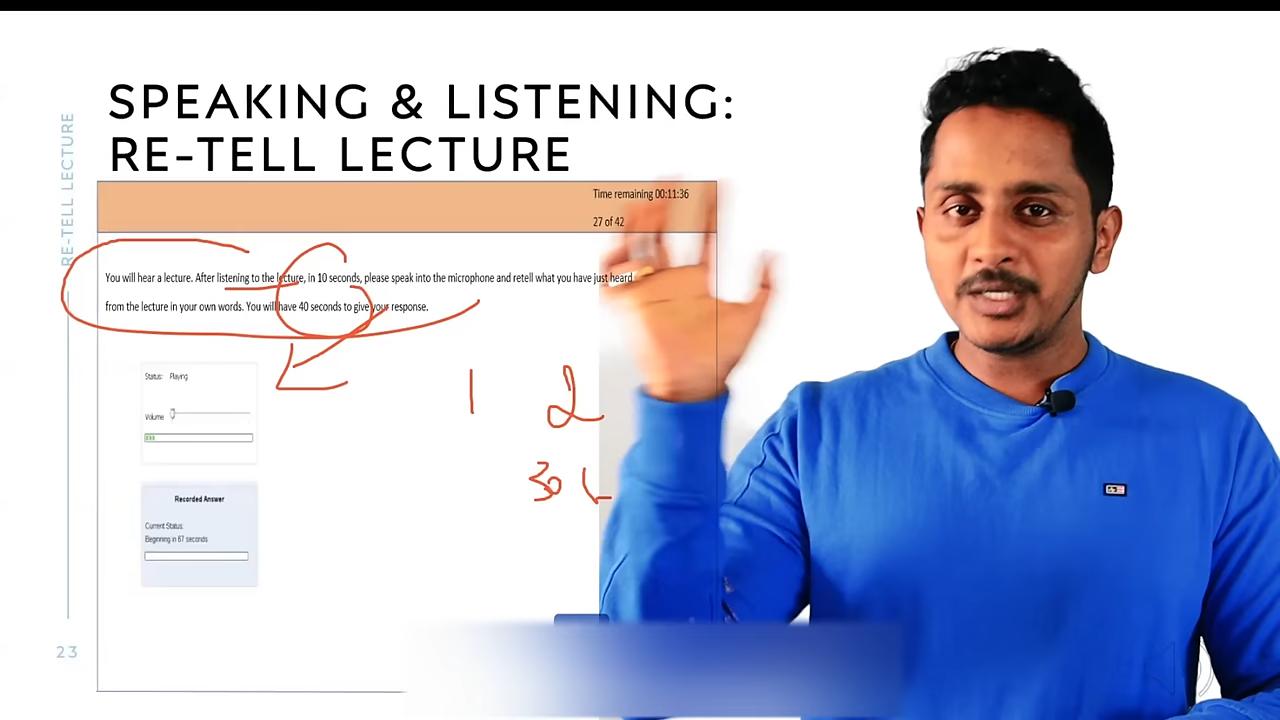 SPEAKING & LISTENING:
RE-TELL LECTURE
RE-TELL LECTURE
Time remaining 00:11:36
27 of 42
You will hear a lecture. After listening to the lecture, in 10 seconds, please speak into the microphone and retell what you have just heard
from the lecture in your own words. You will have 40 seconds to give your response.
Status: Playing
Volume
Recorded Answer
Current Status:
Beginning in 67 seconds
1 2
30
23